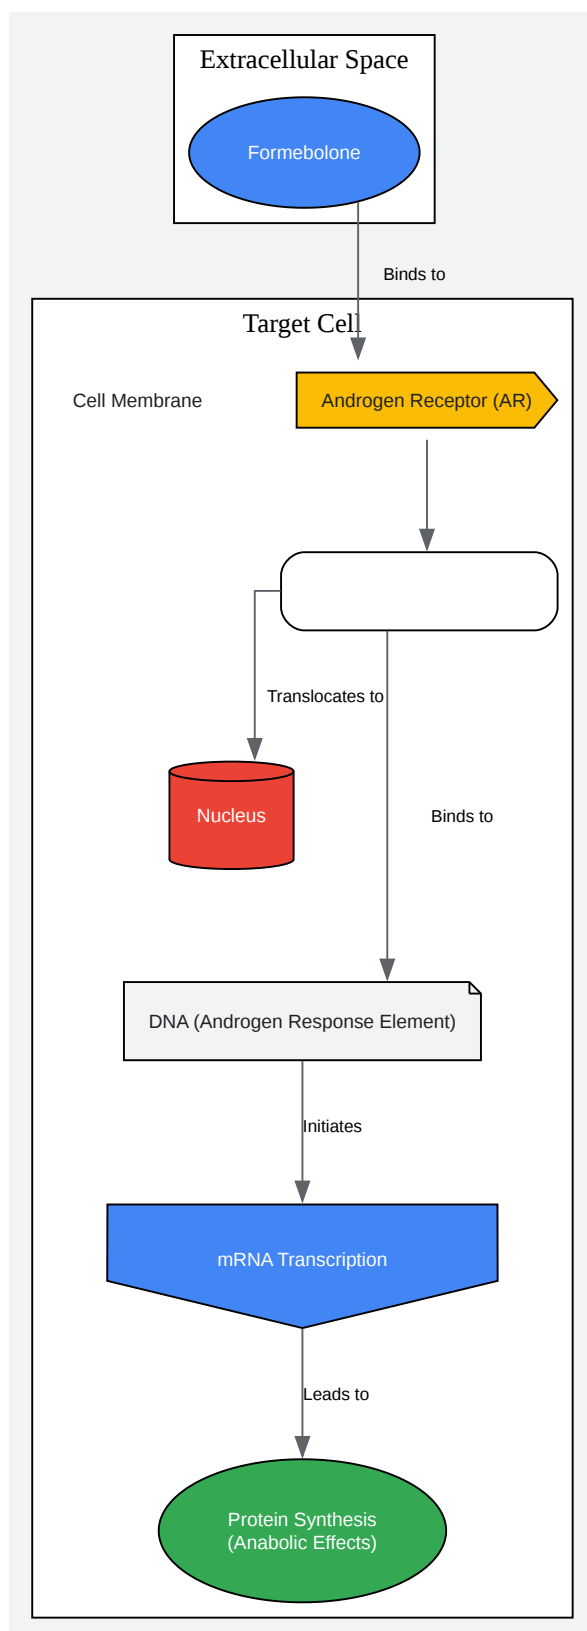 Extracellular Space
Formebolone
Binds to
Target Cell
Cell Membrane
Androgen Receptor (AR)
Translocates to
Nucleus
Binds to
DNA (Androgen Response Element)
Initiates
mRNA Transcription
Leads to
Protein Synthesis
(Anabolic Effects)